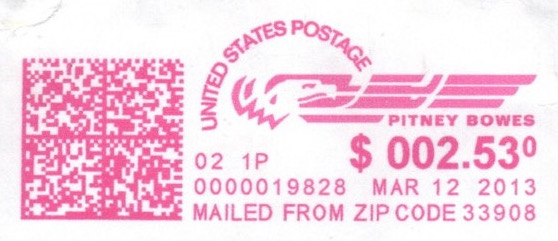 UNITED STATES POSTAGE
PITNEY BOWES
02 1P
$ 002.53⁰
0000019828 MAR 12 2013
MAILED FROM ZIP CODE 33908